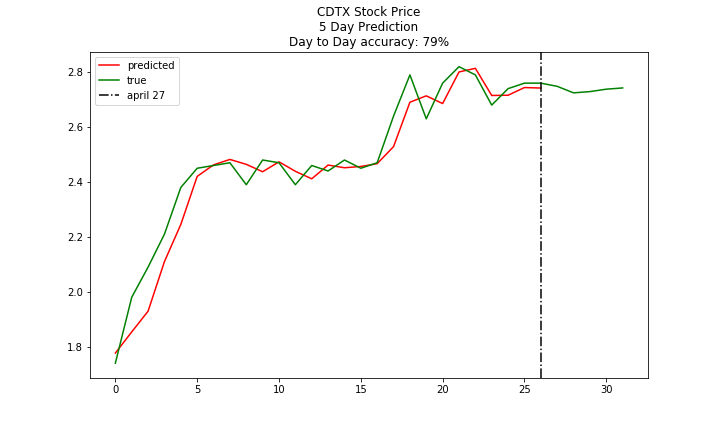 CDTX Stock Price
5 Day Prediction
Day to Day accuracy: 79%
predicted
true
april 27
2.8
2.6
2.4
2.2
2.0
1.8
0 5 10 15 20 25 30